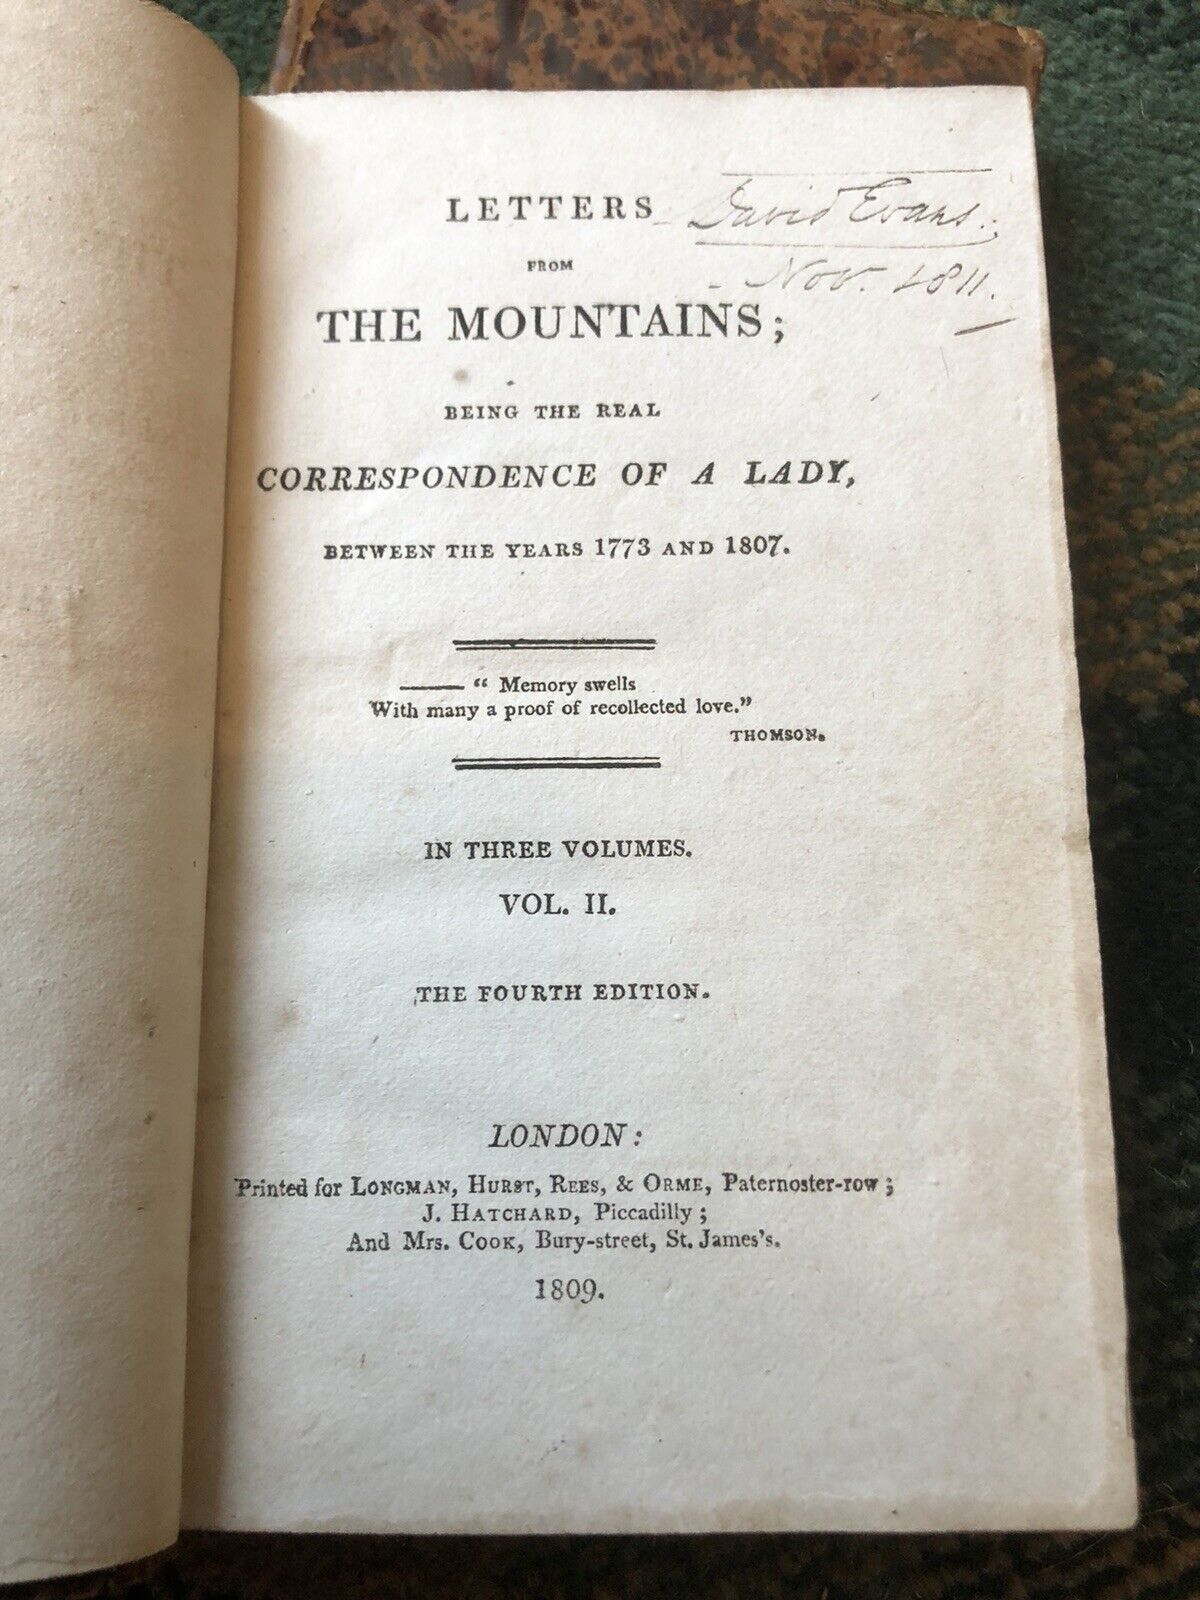 David Evans.
Nov. 1811.
LETTERS
FROM
THE MOUNTAINS;
BEING THE REAL
CORRESPONDENCE OF A LADY,
BETWEEN THE YEARS 1773 AND 1807.
—— “ Memory swells
With many a proof of recollected love.”
THOMSON.
IN THREE VOLUMES.
VOL. II.
THE FOURTH EDITION.
LONDON:
Printed for LONGMAN, HURST, REES, & ORME, Paternoster-row;
J. HATCHARD, Piccadilly;
And Mrs. COOK, Bury-street, St. James's.
1809.